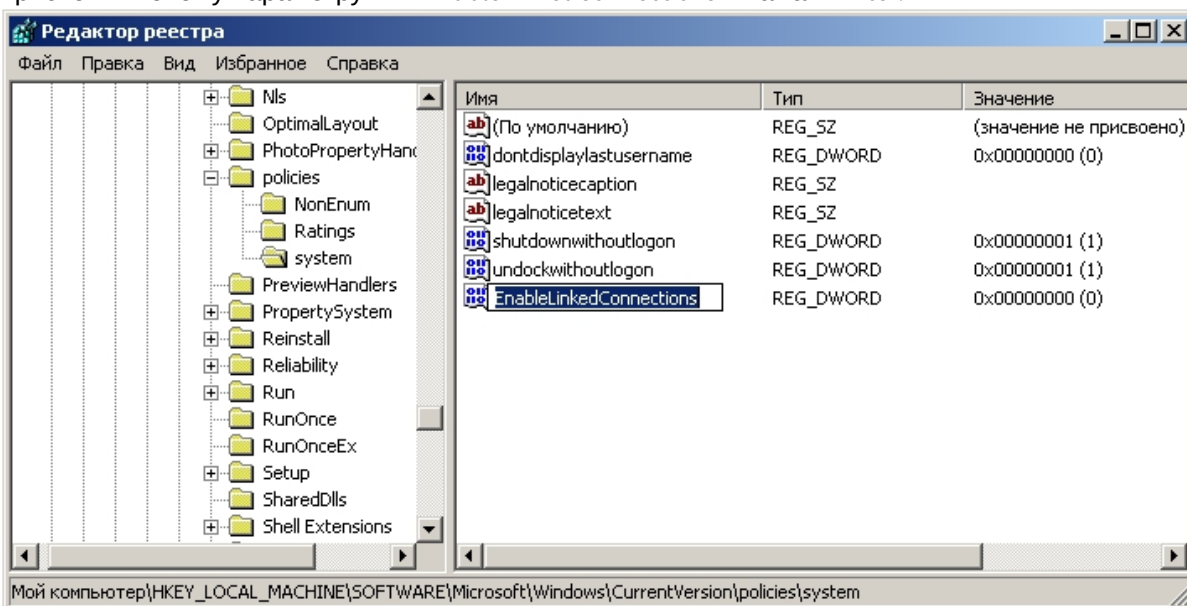 Редактор реестра
Файл Правка Вид Избранное Справка
Nls
OptimalLayout
PhotoPropertyHand
policies
NonEnum
Ratings
system
PreviewHandlers
PropertySystem
Reinstall
Reliability
Run
RunOnce
RunOnceEx
Setup
SharedDlls
Shell Extensions
Имя Тип Значение
(По умолчанию) REG_SZ (значение не присвоено)
dontdisplaylastusername REG_DWORD 0x00000000 (0)
legalnoticecaption REG_SZ
legalnoticetext REG_SZ
shutdownwithoutlogon REG_DWORD 0x00000001 (1)
undockwithoutlogon REG_DWORD 0x00000001 (1)
EnableLinkedConnections REG_DWORD 0x00000000 (0)
Мой компьютер\HKEY_LOCAL_MACHINE\SOFTWARE\Microsoft\Windows\CurrentVersion\policies\system